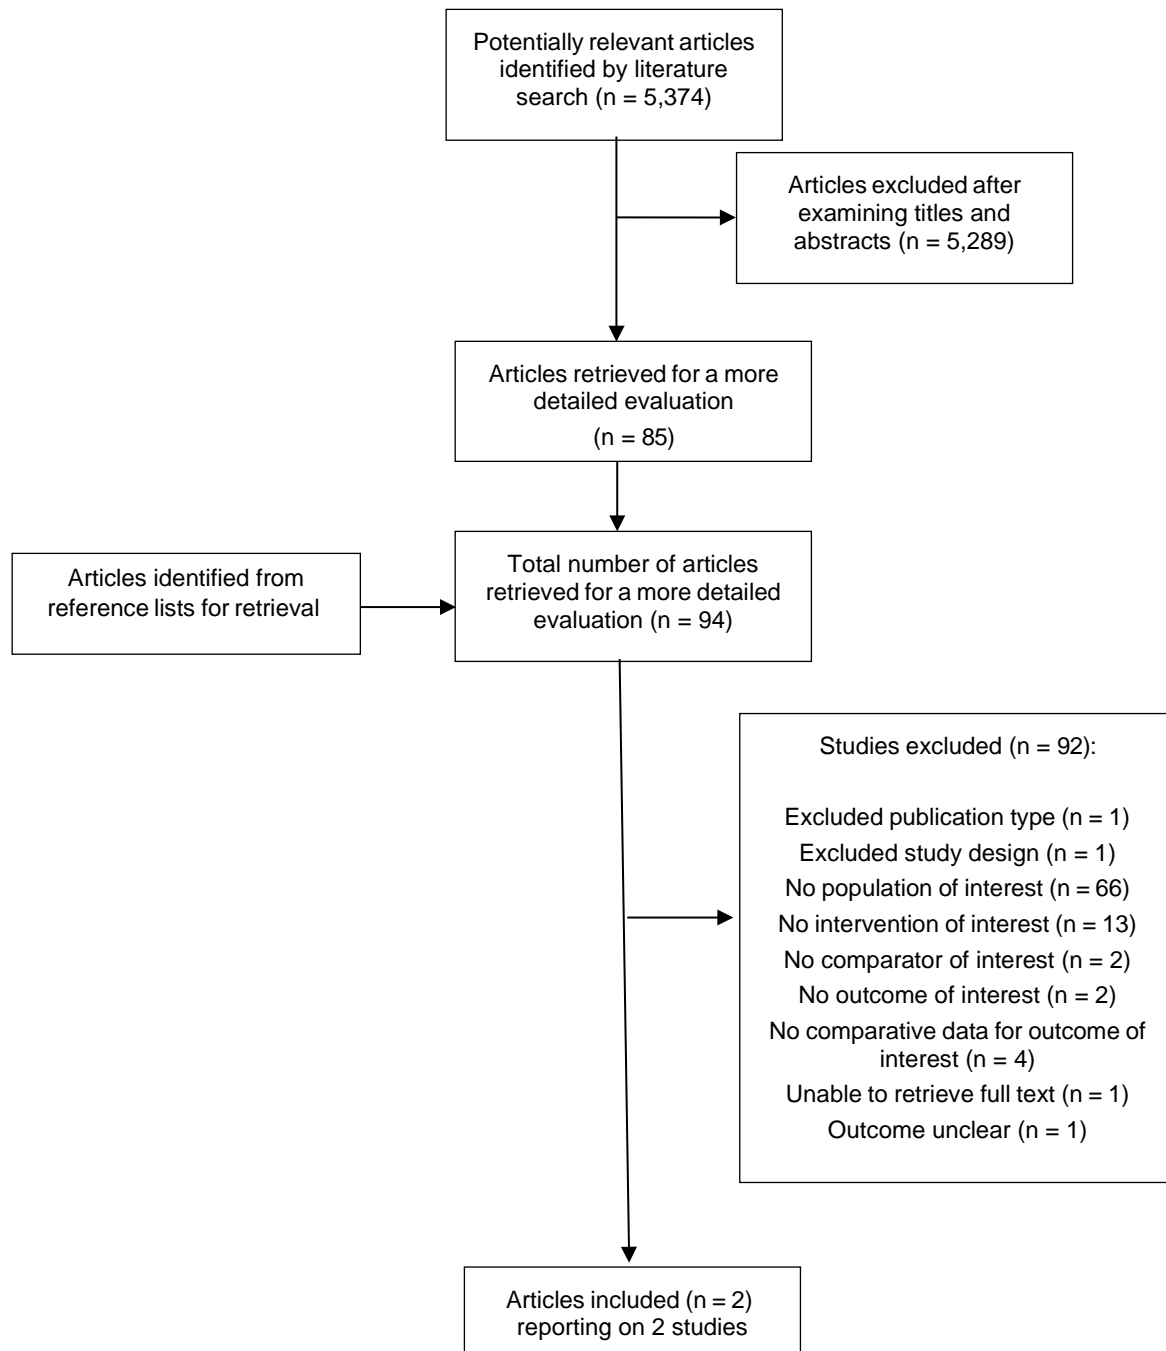 Potentially relevant articles
identified by literature
search (n = 5,374)
Articles excluded after
examining titles and
abstracts (n = 5,289)
Articles retrieved for a more
detailed evaluation
(n = 85)
Articles identified from
reference lists for retrieval
Total number of articles
retrieved for a more detailed
evaluation (n = 94)
Studies excluded (n = 92):
Excluded publication type (n = 1)
Excluded study design (n = 1)
No population of interest (n = 66)
No intervention of interest (n = 13)
No comparator of interest (n = 2)
No outcome of interest (n = 2)
No comparative data for outcome of
interest (n = 4)
Unable to retrieve full text (n = 1)
Outcome unclear (n = 1)
Articles included (n = 2)
reporting on 2 studies